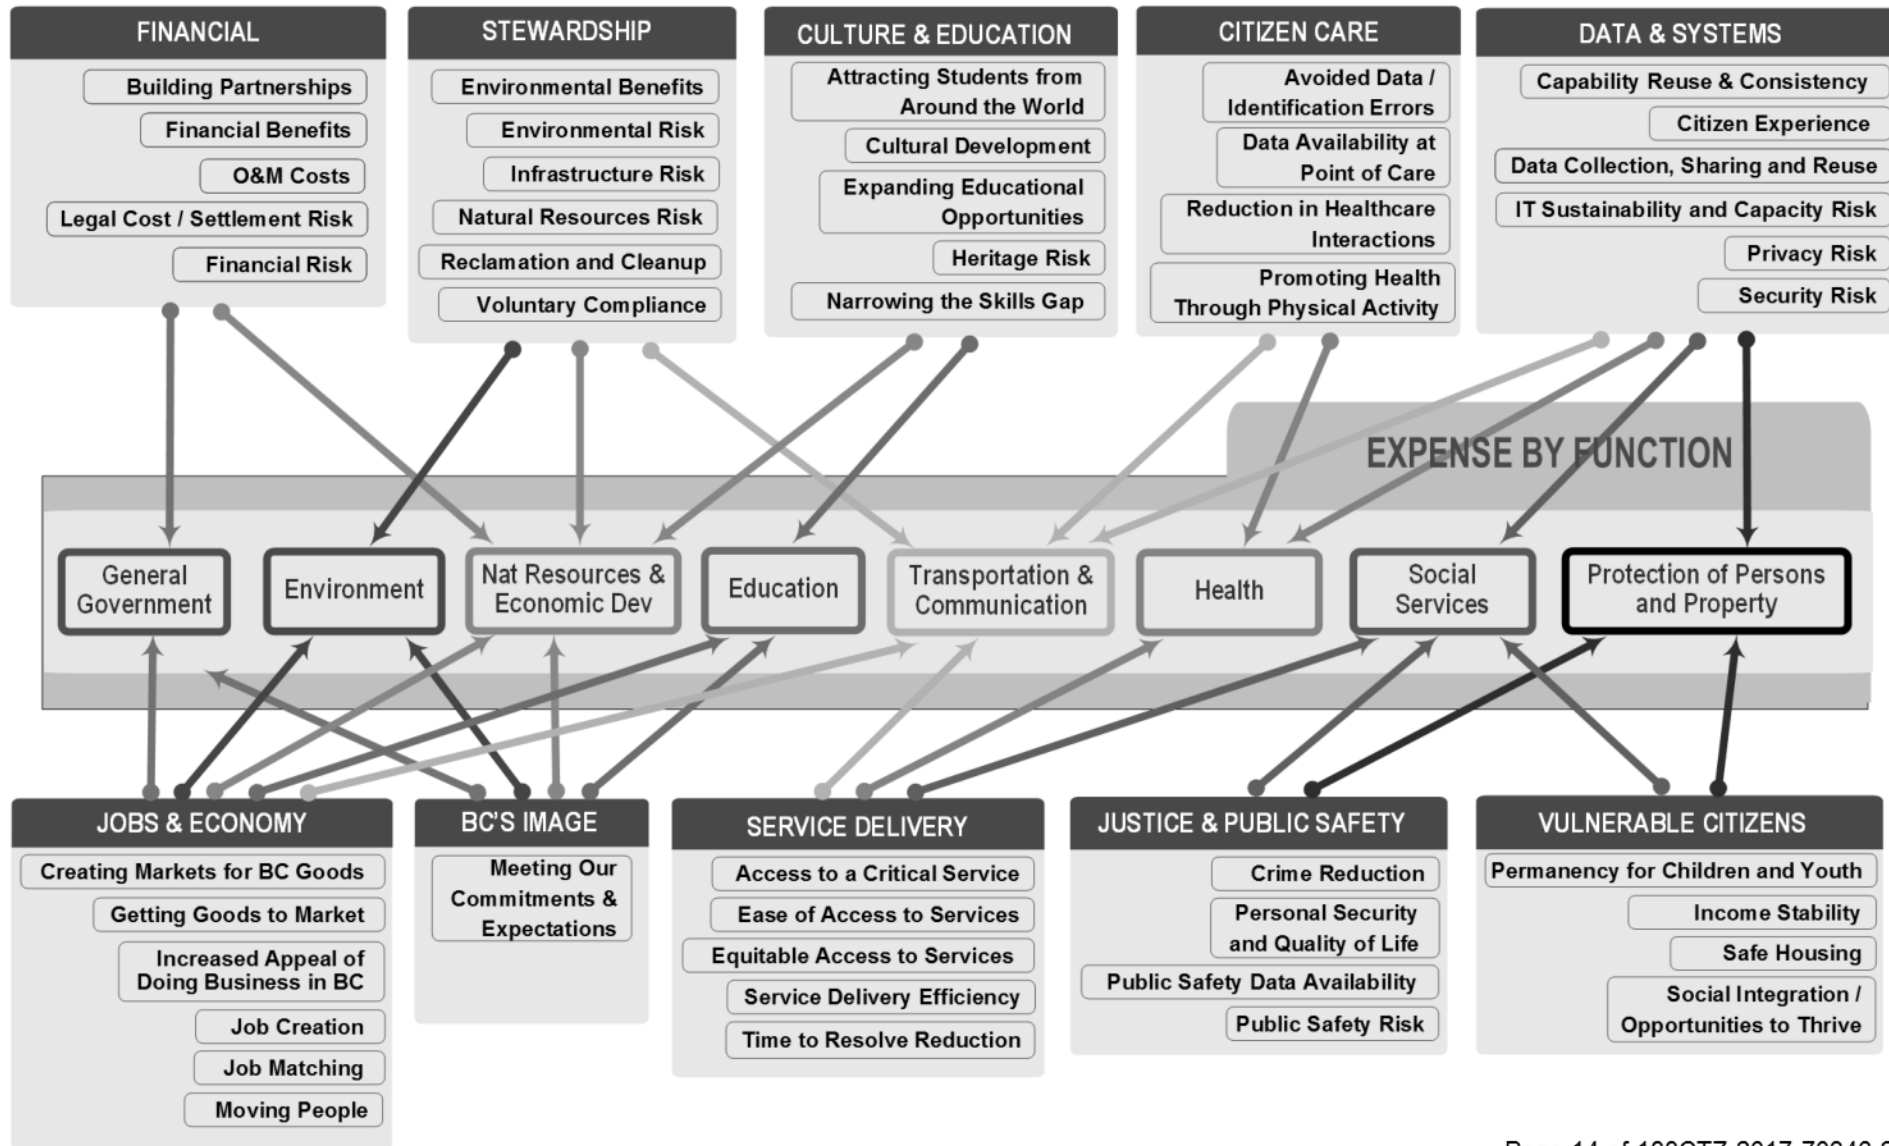 FINANCIAL
Building Partnerships
Financial Benefits
O&M Costs
Legal Cost / Settlement Risk
Financial Risk
STEWARDSHIP
Environmental Benefits
Environmental Risk
Infrastructure Risk
Natural Resources Risk
Reclamation and Cleanup
Voluntary Compliance
CULTURE & EDUCATION
Attracting Students from
Around the World
Cultural Development
Expanding Educational
Opportunities
Heritage Risk
Narrowing the Skills Gap
CITIZEN CARE
Avoided Data /
Identification Errors
Data Availability at
Point of Care
Reduction in Healthcare
Interactions
Promoting Health
Through Physical Activity
DATA & SYSTEMS
Capability Reuse & Consistency
Citizen Experience
Data Collection, Sharing and Reuse
IT Sustainability and Capacity Risk
Privacy Risk
Security Risk
EXPENSE BY FUNCTION
General
Government
Environment
Nat Resources &
Economic Dev
Education
Transportation &
Communication
Health
Social
Services
Protection of Persons
and Property
JOBS & ECONOMY
Creating Markets for BC Goods
Getting Goods to Market
Increased Appeal of
Doing Business in BC
Job Creation
Job Matching
Moving People
BC'S IMAGE
Meeting Our
Commitments &
Expectations
SERVICE DELIVERY
Access to a Critical Service
Ease of Access to Services
Equitable Access to Services
Service Delivery Efficiency
Time to Resolve Reduction
JUSTICE & PUBLIC SAFETY
Crime Reduction
Personal Security
and Quality of Life
Public Safety Data Availability
Public Safety Risk
VULNERABLE CITIZENS
Permanency for Children and Youth
Income Stability
Safe Housing
Social Integration /
Opportunities to Thrive